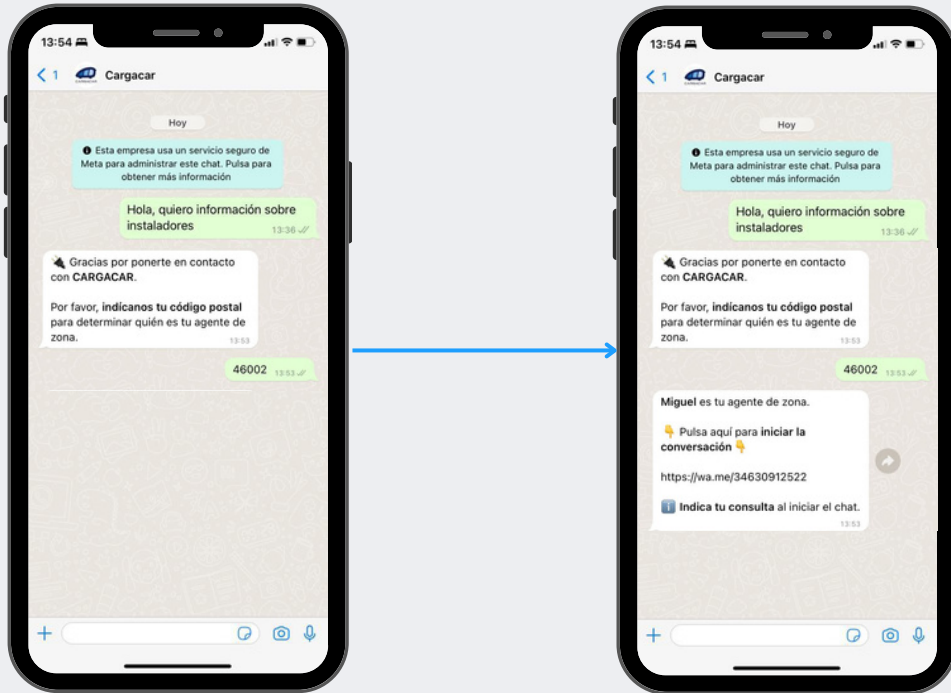 13:54
1 Cargacar
Hoy
Esta empresa usa un servicio seguro de
Meta para administrar este chat. Pulsa para
obtener más información
Hola, quiero información sobre
instaladores
13:36
Gracias por ponerte en contacto
con CARGACAR.
Por favor, indícanos tu código postal
para determinar quién es tu agente de
zona.
13:53
46002 13:53
13:54
1 Cargacar
Hoy
Esta empresa usa un servicio seguro de
Meta para administrar este chat. Pulsa para
obtener más información
Hola, quiero información sobre
instaladores
13:36
Gracias por ponerte en contacto
con CARGACAR.
Por favor, indícanos tu código postal
para determinar quién es tu agente de
zona.
13:53
46002 13:53
Miguel es tu agente de zona.
👇 Pulsa aquí para iniciar la
conversación 👇
https://wa.me/34630912522
ℹ️ Indica tu consulta al iniciar el chat.
13:53